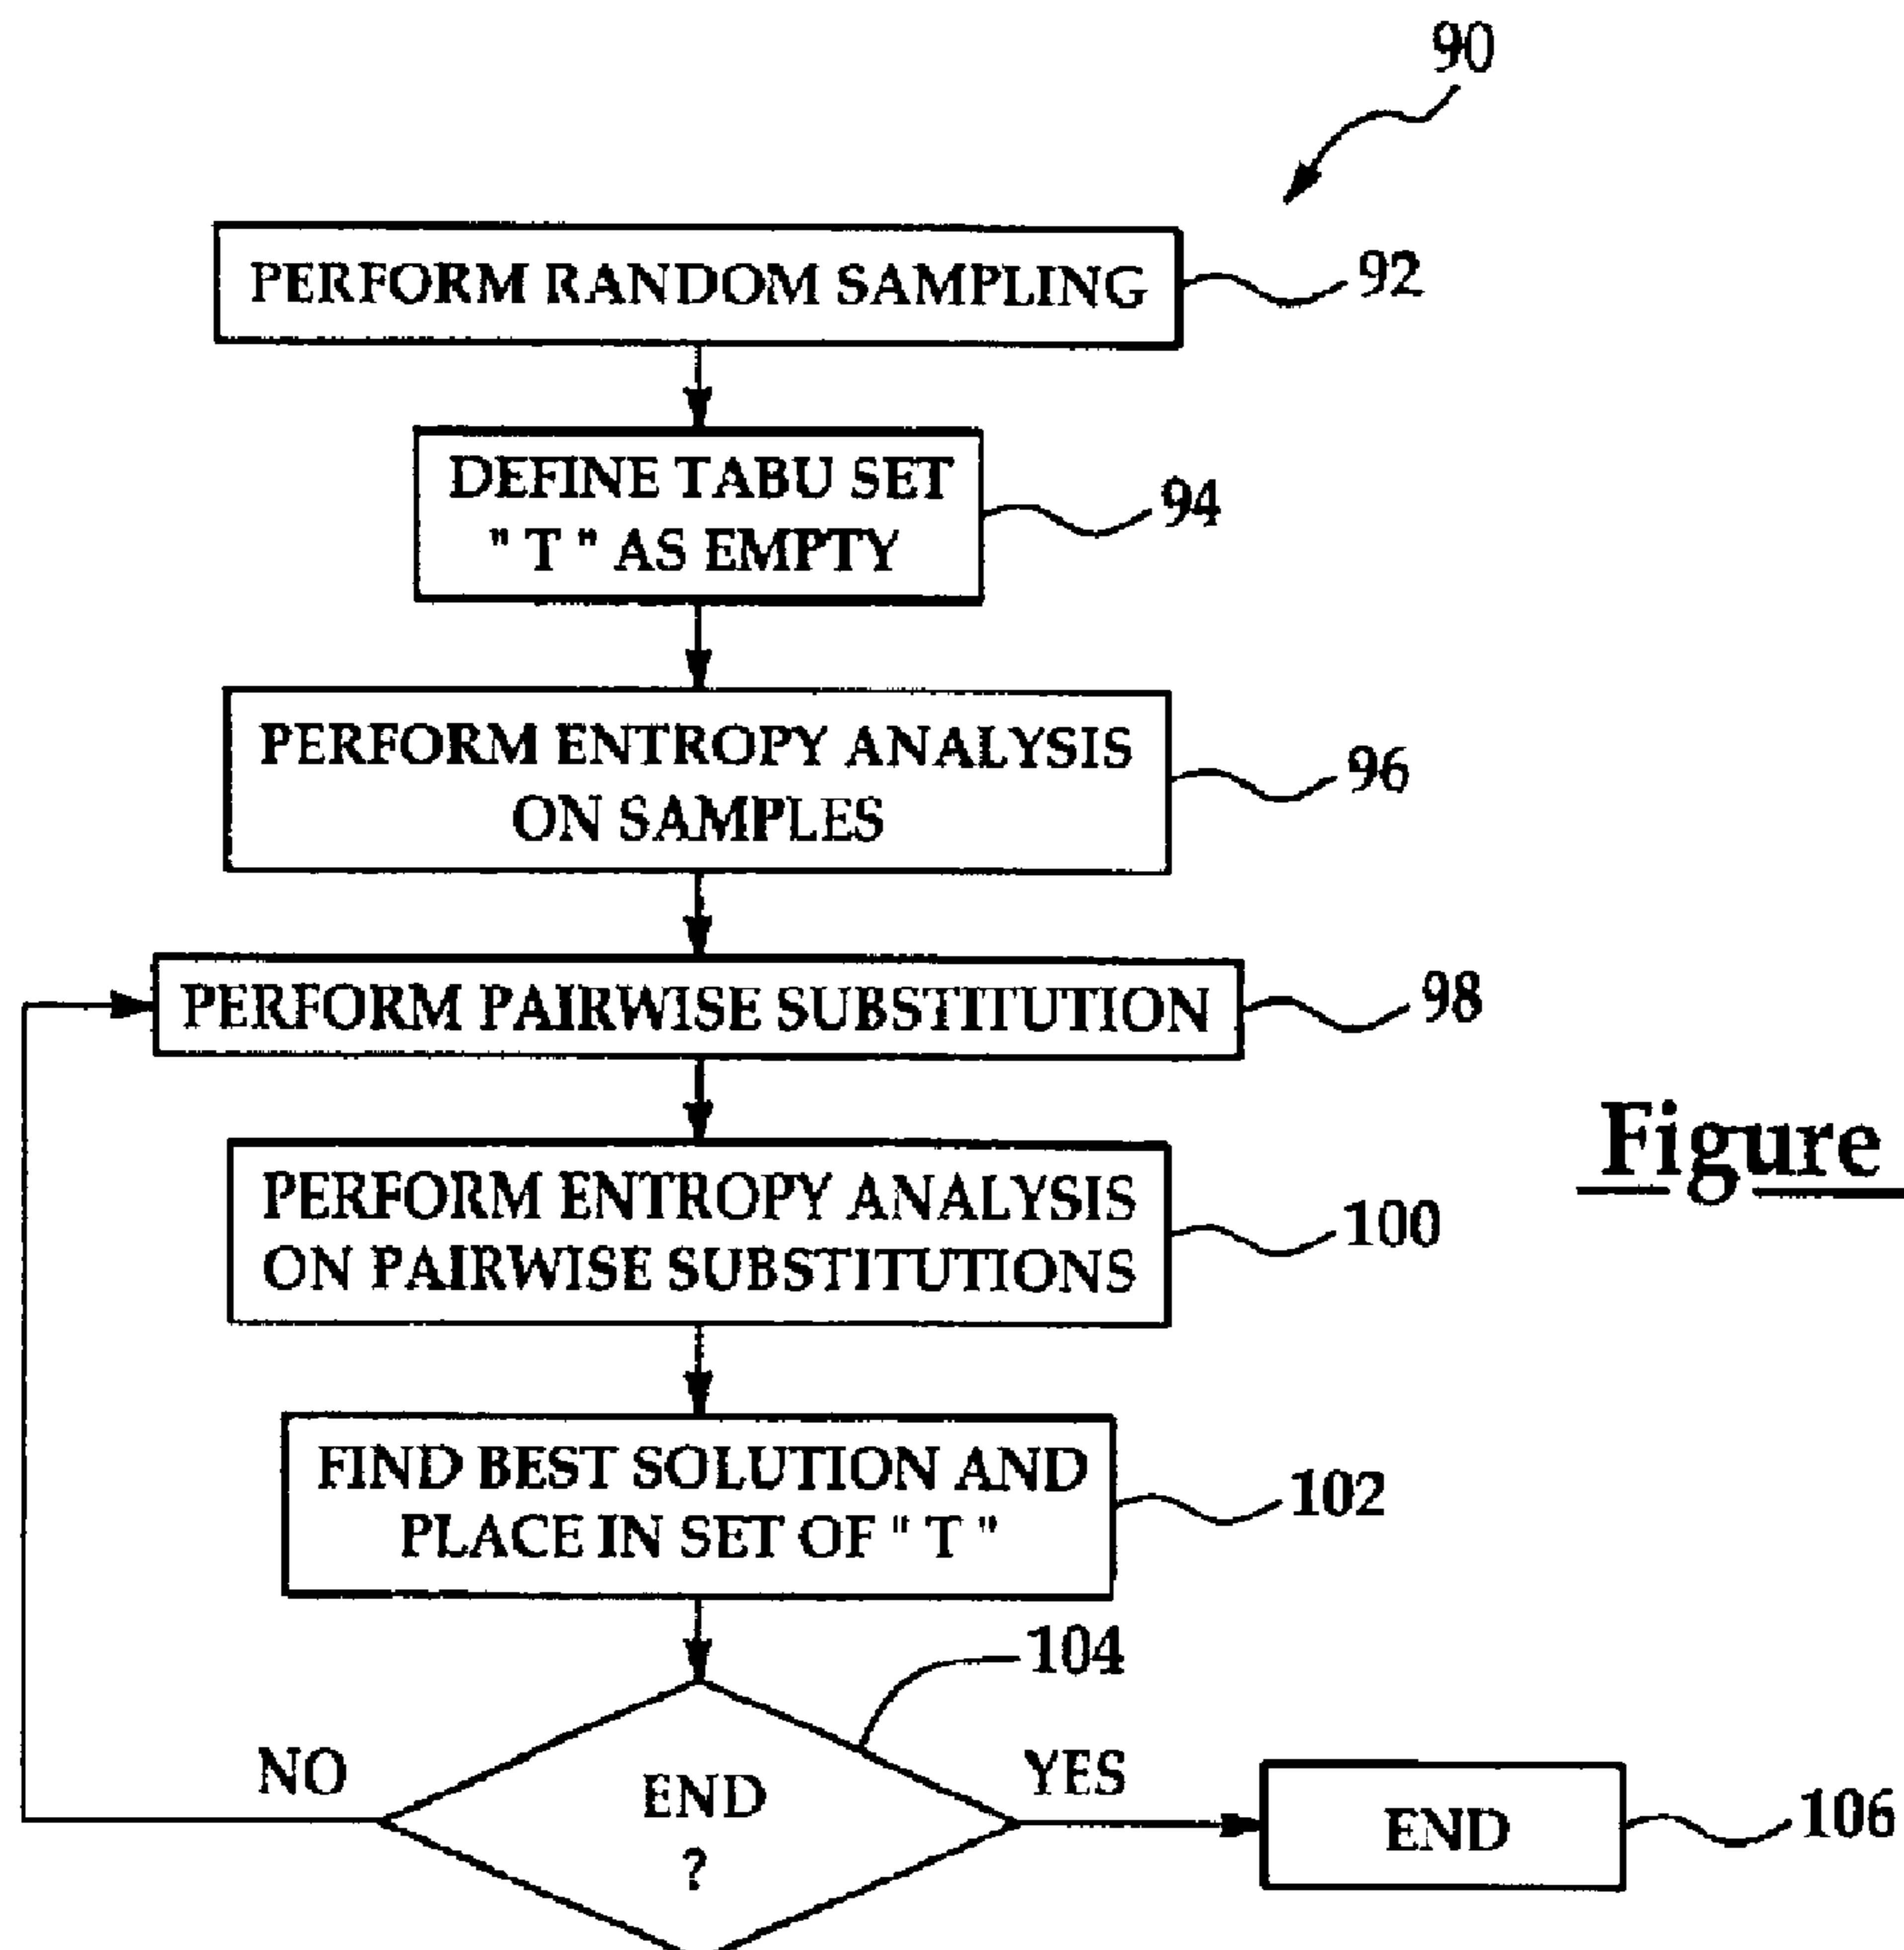 90
PERFORM RANDOM SAMPLING
92
DEFINE TABU SET
" T " AS EMPTY
94
PERFORM ENTROPY ANALYSIS
ON SAMPLES
96
PERFORM PAIRWISE SUBSTITUTION
98
Figure
PERFORM ENTROPY ANALYSIS
ON PAIRWISE SUBSTITUTIONS
100
FIND BEST SOLUTION AND
PLACE IN SET OF " T "
102
104
NO
END
?
YES
END
106